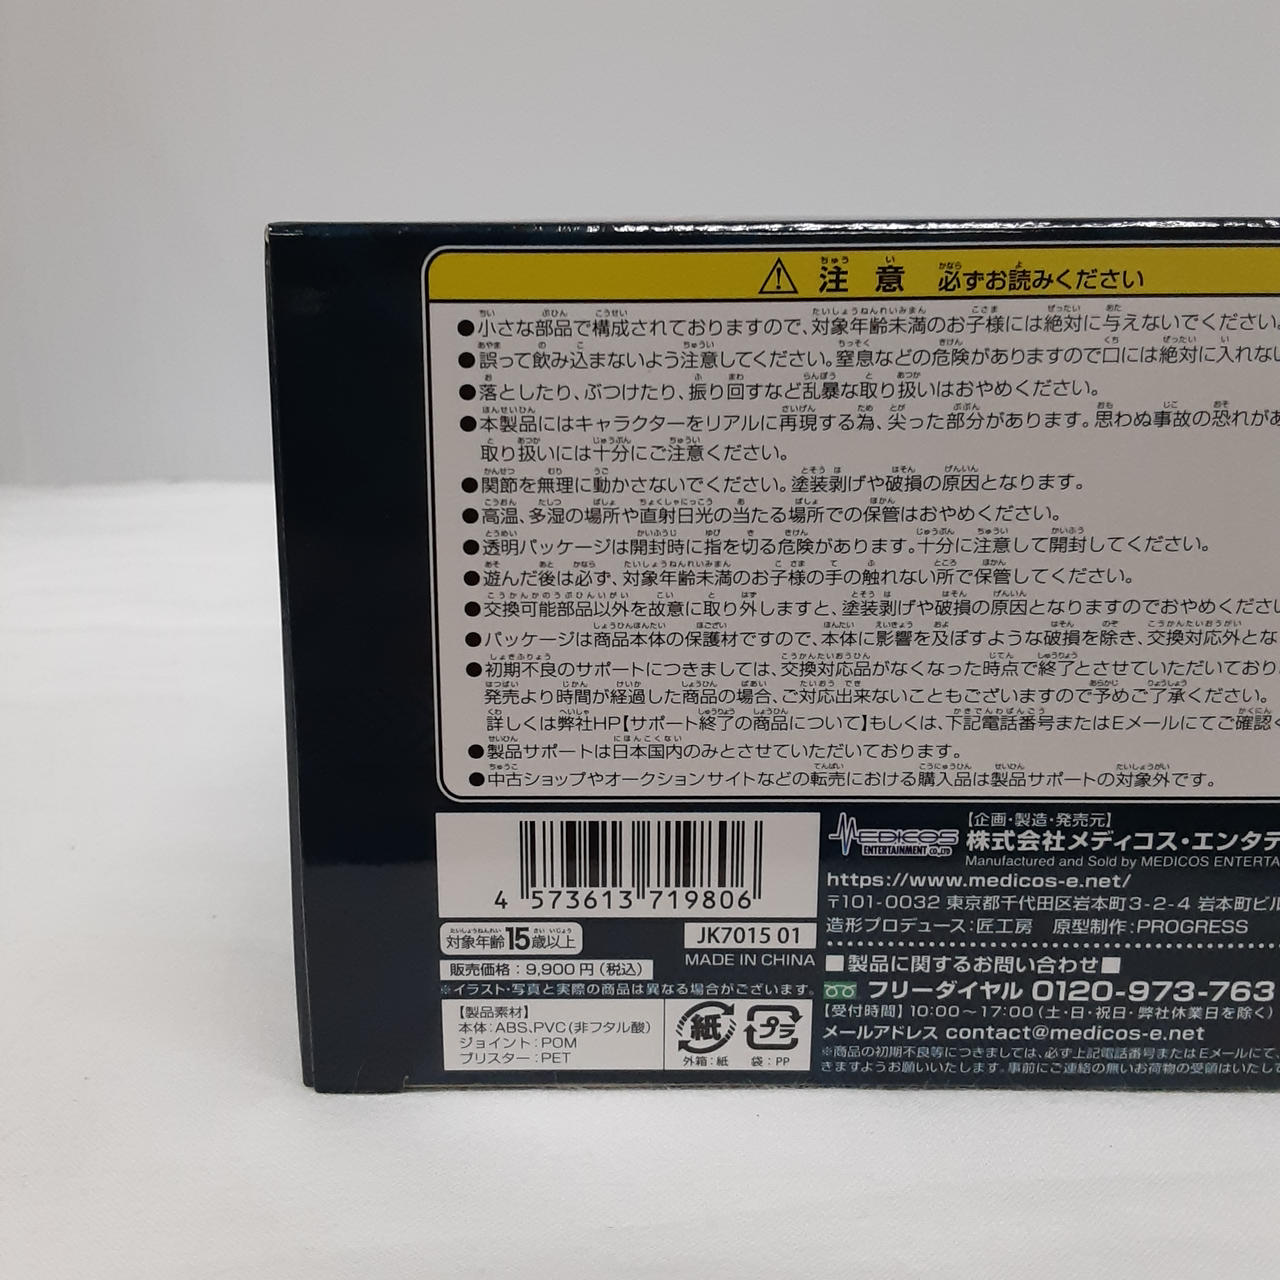 注意 必ずお読みください
●小さな部品で構成されておりますので、対象年齢未満のお子様には絶対に与えないでください。
●誤って飲み込まないよう注意してください。窒息などの危険がありますので口には絶対に入れない
●落としたり、ぶつけたり、振り回すなど乱暴な取り扱いはおやめください。
●本製品にはキャラクターをリアルに再現する為、尖った部分があります。思わぬ事故の恐れがあ
取り扱いには十分にご注意ください。
●関節を無理に動かさないでください。塗装剥げや破損の原因となります。
●高温、多湿の場所や直射日光の当たる場所での保管はおやめください。
●透明パッケージは開封時に指を切る危険があります。十分に注意して開封してください。
●遊んだ後は必ず、対象年齢未満のお子様の手の触れない所で保管してください。
●交換可能部品以外を故意に取り外しますと、塗装剥げや破損の原因となりますのでおやめくださ
●パッケージは商品本体の保護材ですので、本体に影響を及ぼすような破損を除き、交換対応外とな
●初期不良のサポートにつきましては、交換対応品がなくなった時点で終了とさせていただいており
発売より時間が経過した商品の場合、ご対応出来ないこともございますので予めご了承ください。
詳しくは弊社HP【サポート終了の商品について】もしくは、下記電話番号またはEメールにてご確認
●製品サポートは日本国内のみとさせていただいております。
●中古ショップやオークションサイトなどの転売における購入品は製品サポートの対象外です。
4 573613 719806
対象年齢15歳以上
JK7015 01
MADE IN CHINA
販売価格：9,900円(税込)
※イラスト・写真と実際の商品は異なる場合がございます。
【製品素材】
本体：ABS.PVC(非フタル酸)
ジョイント：POM
ブリスター：PET
紙
外箱：紙
プラ
袋：PP
MEDICOS
ENTERTAINMENT CO.,LTD
【企画・製造・発売元】
株式会社メディコス・エンタテ
Manufactured and Sold by MEDICOS ENTERTA
https://www.medicos-e.net/
〒101-0032 東京都千代田区岩本町3-2-4 岩本町ビル
造形プロデュース：匠工房 原型制作：PROGRESS
■製品に関するお問い合わせ■
フリーダイヤル 0120-973-763
【受付時間】10:00～17:00(土・日・祝日・弊社休業日を除く)
メールアドレス contact@medicos-e.net
※商品の初期不良等につきましては、必ず上記電話番号またはEメールにて、
きますようお願いいたします。事前にご連絡の無いお荷物の受領はいたして